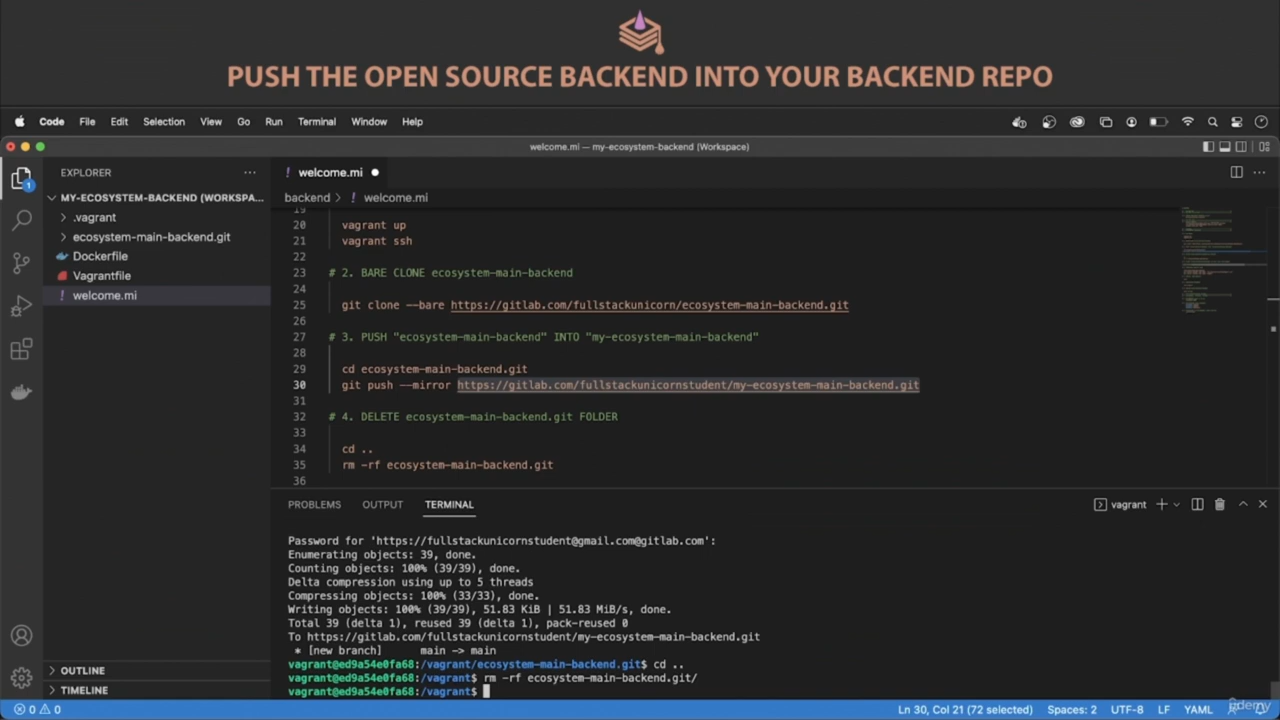 PUSH THE OPEN SOURCE BACKEND INTO YOUR BACKEND REPO
Code File Edit Selection View Go Run Terminal Window Help
welcome.mi — my-ecosystem-backend (Workspace)
EXPLORER
MY-ECOSYSTEM-BACKEND (WORKSPA...
.vagrant
ecosystem-main-backend.git
Dockerfile
Vagrantfile
! welcome.mi
OUTLINE
TIMELINE
! welcome.mi
backend > ! welcome.mi
19
20 vagrant up
21 vagrant ssh
22
23 # 2. BARE CLONE ecosystem-main-backend
24
25 git clone --bare https://gitlab.com/fullstackunicorn/ecosystem-main-backend.git
26
27 # 3. PUSH "ecosystem-main-backend" INTO "my-ecosystem-main-backend"
28
29 cd ecosystem-main-backend.git
30 git push --mirror https://gitlab.com/fullstackunicornstudent/my-ecosystem-main-backend.git
31
32 # 4. DELETE ecosystem-main-backend.git FOLDER
33
34 cd ..
35 rm -rf ecosystem-main-backend.git
36
PROBLEMS OUTPUT TERMINAL
vagrant
Password for 'https://fullstackunicornstudent@gmail.com@gitlab.com':
Enumerating objects: 39, done.
Counting objects: 100% (39/39), done.
Delta compression using up to 5 threads
Compressing objects: 100% (33/33), done.
Writing objects: 100% (39/39), 51.83 KiB | 51.83 MiB/s, done.
Total 39 (delta 1), reused 39 (delta 1), pack-reused 0
To https://gitlab.com/fullstackunicornstudent/my-ecosystem-main-backend.git
* [new branch] main -> main
vagrant@ed9a54e0fa68:/vagrant/ecosystem-main-backend.git$ cd ..
vagrant@ed9a54e0fa68:/vagrant$ rm -rf ecosystem-main-backend.git/
vagrant@ed9a54e0fa68:/vagrant$
0 0
Ln 30, Col 21 (72 selected) Spaces: 2 UTF-8 LF YAML
Udemy